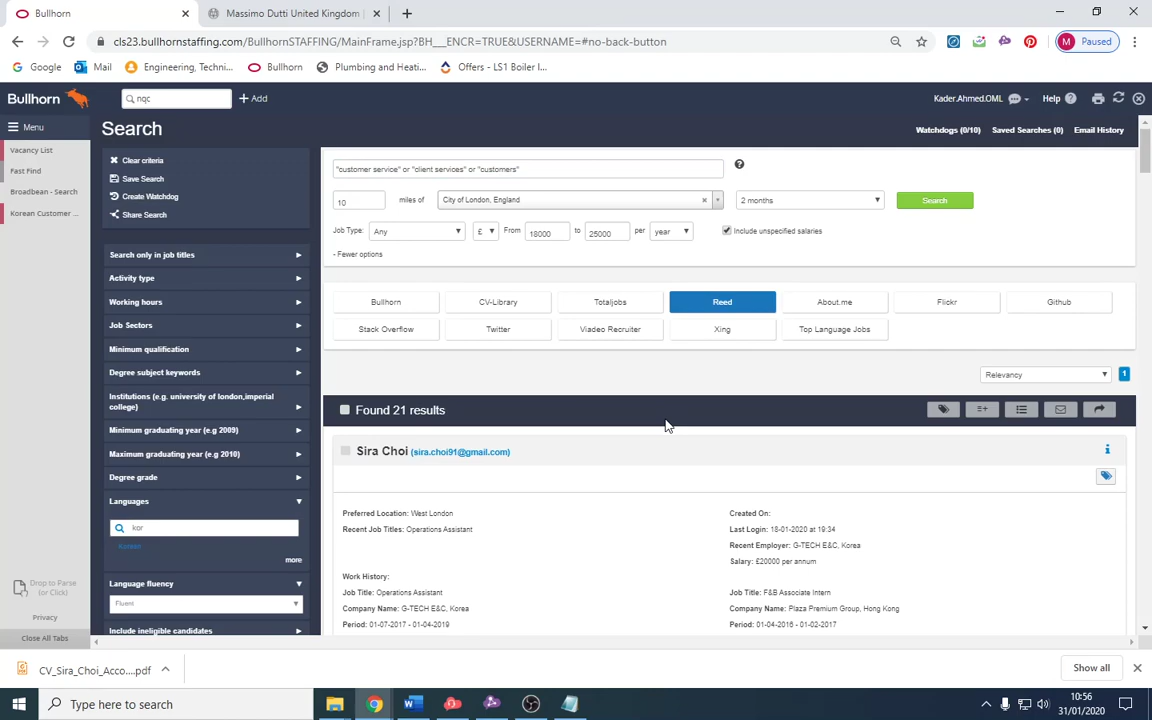 Bullhorn
Massimo Dutti United Kingdom |
cls23.bullhornstaffing.com/BullhornSTAFFING/MainFrame.jsp?BH__ENCR=TRUE&USERNAME=#no-back-button
M Paused
Google Mail Engineering, Techni... Bullhorn Plumbing and Heati... Offers - LS1 Boiler I...
Bullhorn nqc + Add Kader.Ahmed.OML Help
Menu
Search
Watchdogs (0/10) Saved Searches (0) Email History
Vacancy List
Fast Find
Broadbean - Search
Korean Customer ...
Clear criteria
Save Search
Create Watchdog
Share Search
"customer service" or "client services" or "customers"
10 miles of City of London, England 2 months Search
Job Type: Any £ From 18000 to 25000 per year Include unspecified salaries
- Fewer options
Search only in job titles
Activity type
Working hours
Job Sectors
Minimum qualification
Degree subject keywords
Institutions (e.g. university of london,imperial
college)
Minimum graduating year (e.g 2009)
Maximum graduating year (e.g 2010)
Degree grade
Languages
kor
Korean
more
Language fluency
Fluent
Include ineligible candidates
Bullhorn CV-Library Totaljobs Reed About.me Flickr Github
Stack Overflow Twitter Viadeo Recruiter Xing Top Language Jobs
Relevancy 1
Found 21 results
Sira Choi (sira.choi91@gmail.com)
Preferred Location: West London
Recent Job Titles: Operations Assistant
Created On:
Last Login: 18-01-2020 at 19:34
Recent Employer: G-TECH E&C, Korea
Salary: £20000 per annum
Work History:
Job Title: Operations Assistant
Company Name: G-TECH E&C, Korea
Period: 01-07-2017 - 01-04-2019
Job Title: F&B Associate Intern
Company Name: Plaza Premium Group, Hong Kong
Period: 01-04-2016 - 01-02-2017
Drop to Parse
(or Click)
Privacy
Close All Tabs
CV_Sira_Choi_Acco....pdf
Show all
Type here to search
10:56
31/01/2020